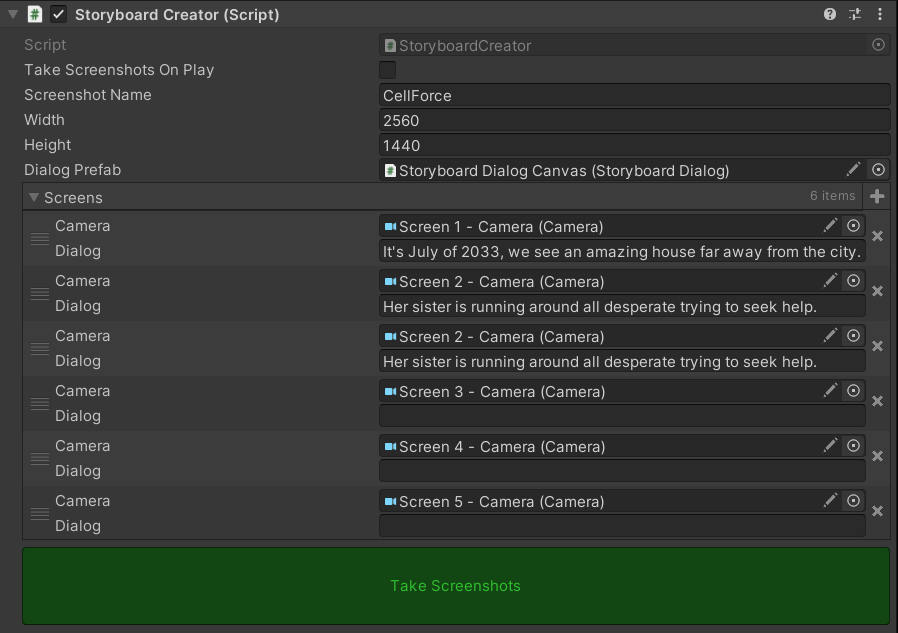 Storyboard Creator (Script)
Script StoryboardCreator
Take Screenshots On Play
Screenshot Name CellForce
Width 2560
Height 1440
Dialog Prefab Storyboard Dialog Canvas (Storyboard Dialog)
Screens 6 items
Camera Screen 1 - Camera (Camera)
Dialog It's July of 2033, we see an amazing house far away from the city.
Camera Screen 2 - Camera (Camera)
Dialog Her sister is running around all desperate trying to seek help.
Camera Screen 2 - Camera (Camera)
Dialog Her sister is running around all desperate trying to seek help.
Camera Screen 3 - Camera (Camera)
Dialog
Camera Screen 4 - Camera (Camera)
Dialog
Camera Screen 5 - Camera (Camera)
Dialog
Take Screenshots